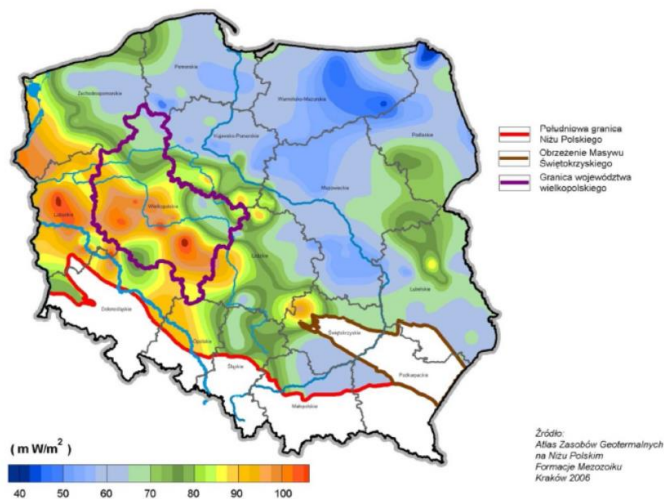 Pomorskie
Zachodniopomorskie
Warmińsko-Mazurskie
Kujawsko-Pomorskie
Podlaskie
Mazowieckie
Wielkopolskie
Lubuskie
Łódzkie
Lubelskie
Dolnośląskie
Świętokrzyskie
Opolskie
Śląskie
Podkarpackie
Małopolskie
Południowa granica
Niżu Polskiego
Obrzeżenie Masywu
Świętokrzyskiego
Granica województwa
wielkopolskiego
( m W/m2 )
40 50 60 70 80 90 100
Źródło:
Atlas Zasobów Geotermalnych
na Niżu Polskim
Formacje Mezozoiku
Kraków 2006